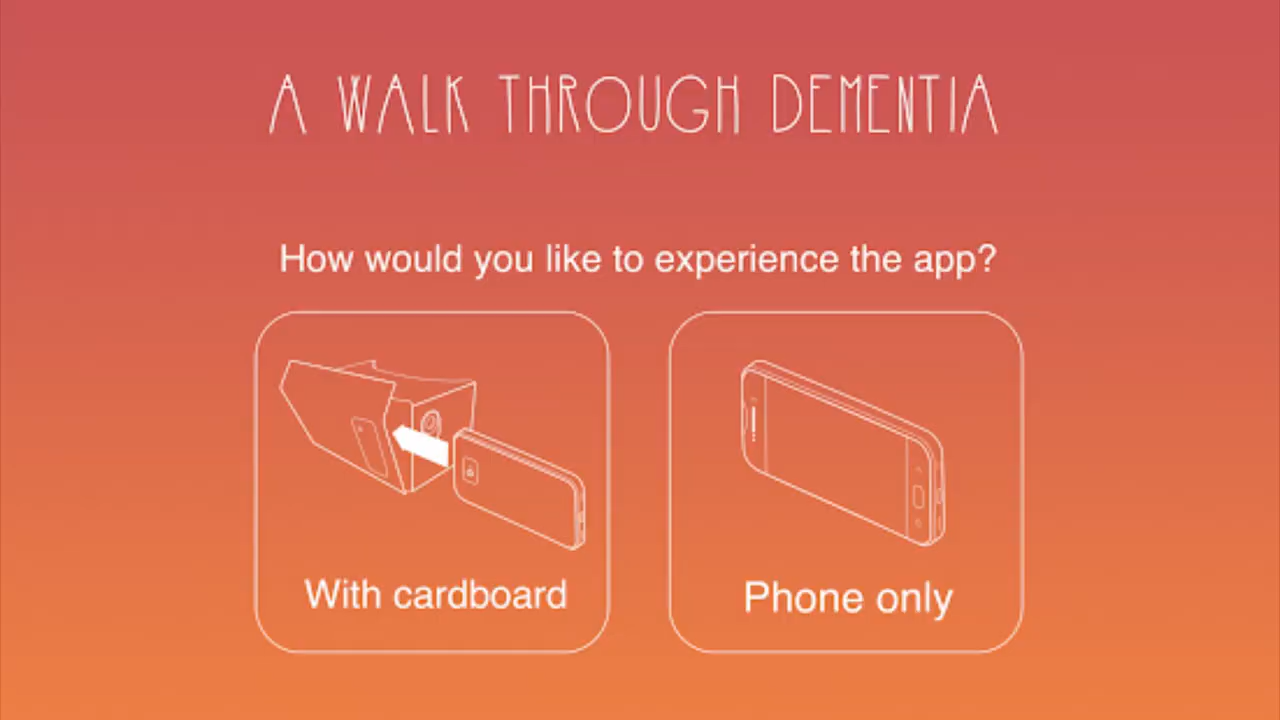 A WALK THROUGH DEMENTIA
How would you like to experience the app?
With cardboard
Phone only